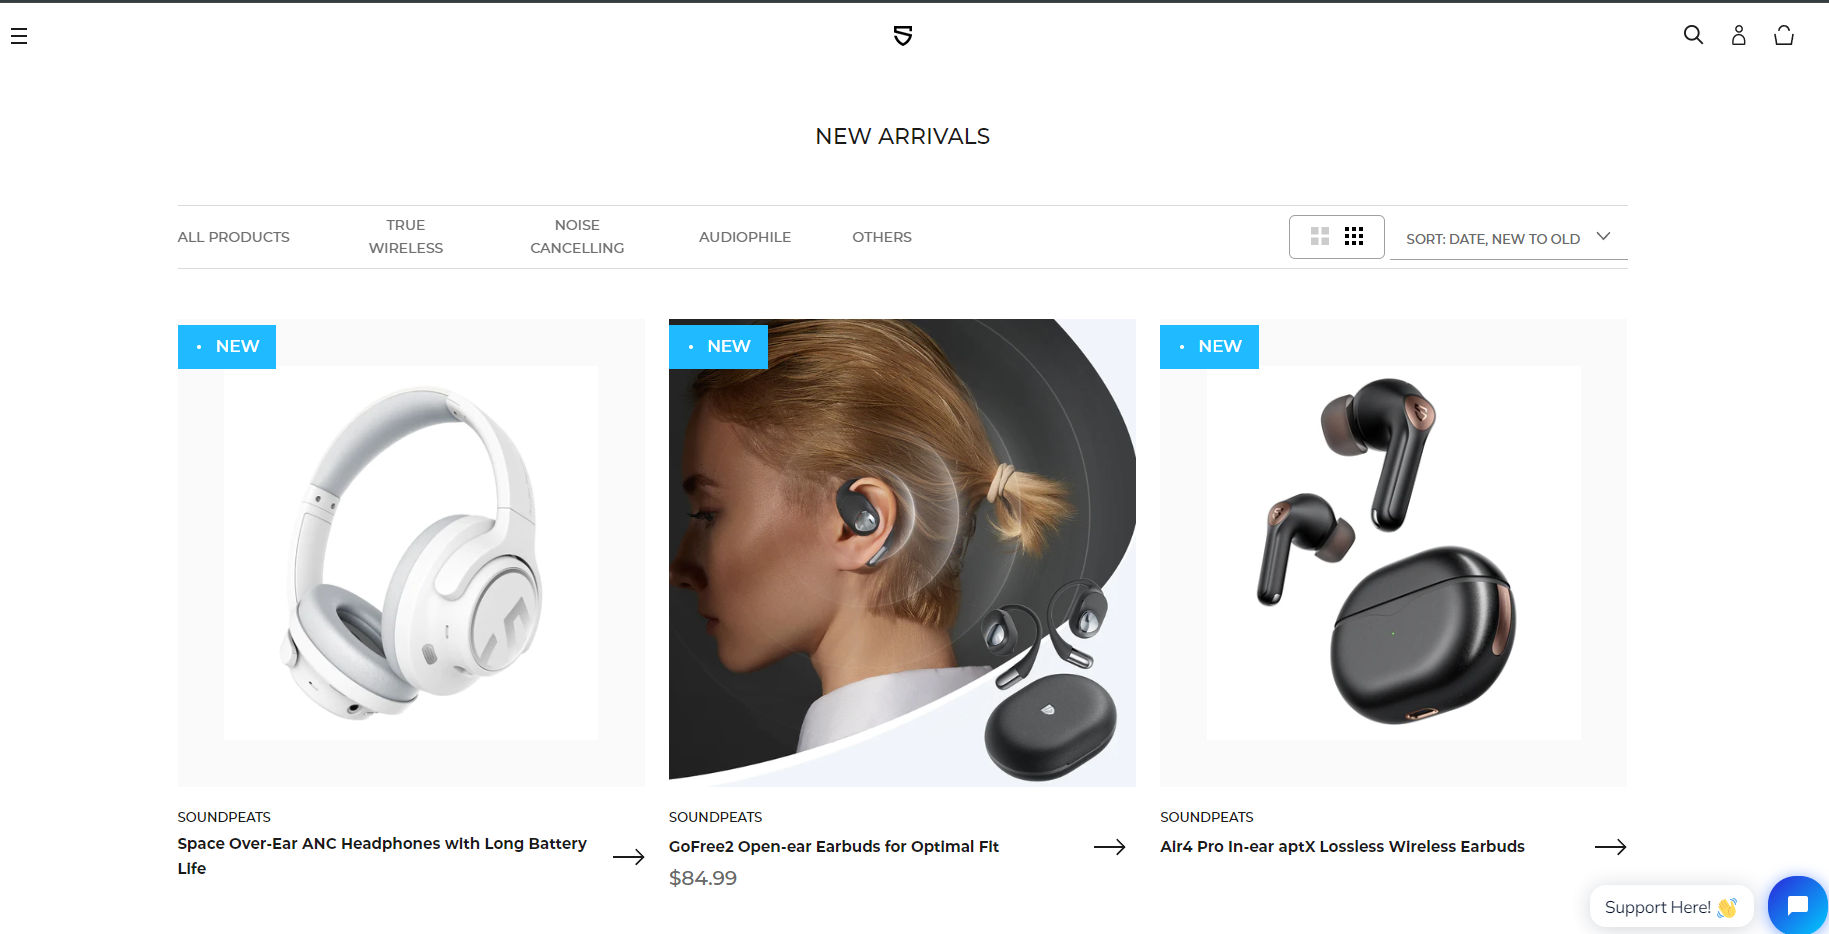 NEW ARRIVALS
ALL PRODUCTS
TRUE
WIRELESS
NOISE
CANCELLING
AUDIOPHILE
OTHERS
SORT: DATE, NEW TO OLD
• NEW
• NEW
• NEW
SOUNDPEATS
Space Over-Ear ANC Headphones with Long Battery
Life
SOUNDPEATS
GoFree2 Open-ear Earbuds for Optimal Fit
$84.99
SOUNDPEATS
Air4 Pro In-ear aptX Lossless Wireless Earbuds
Support Here! 👋